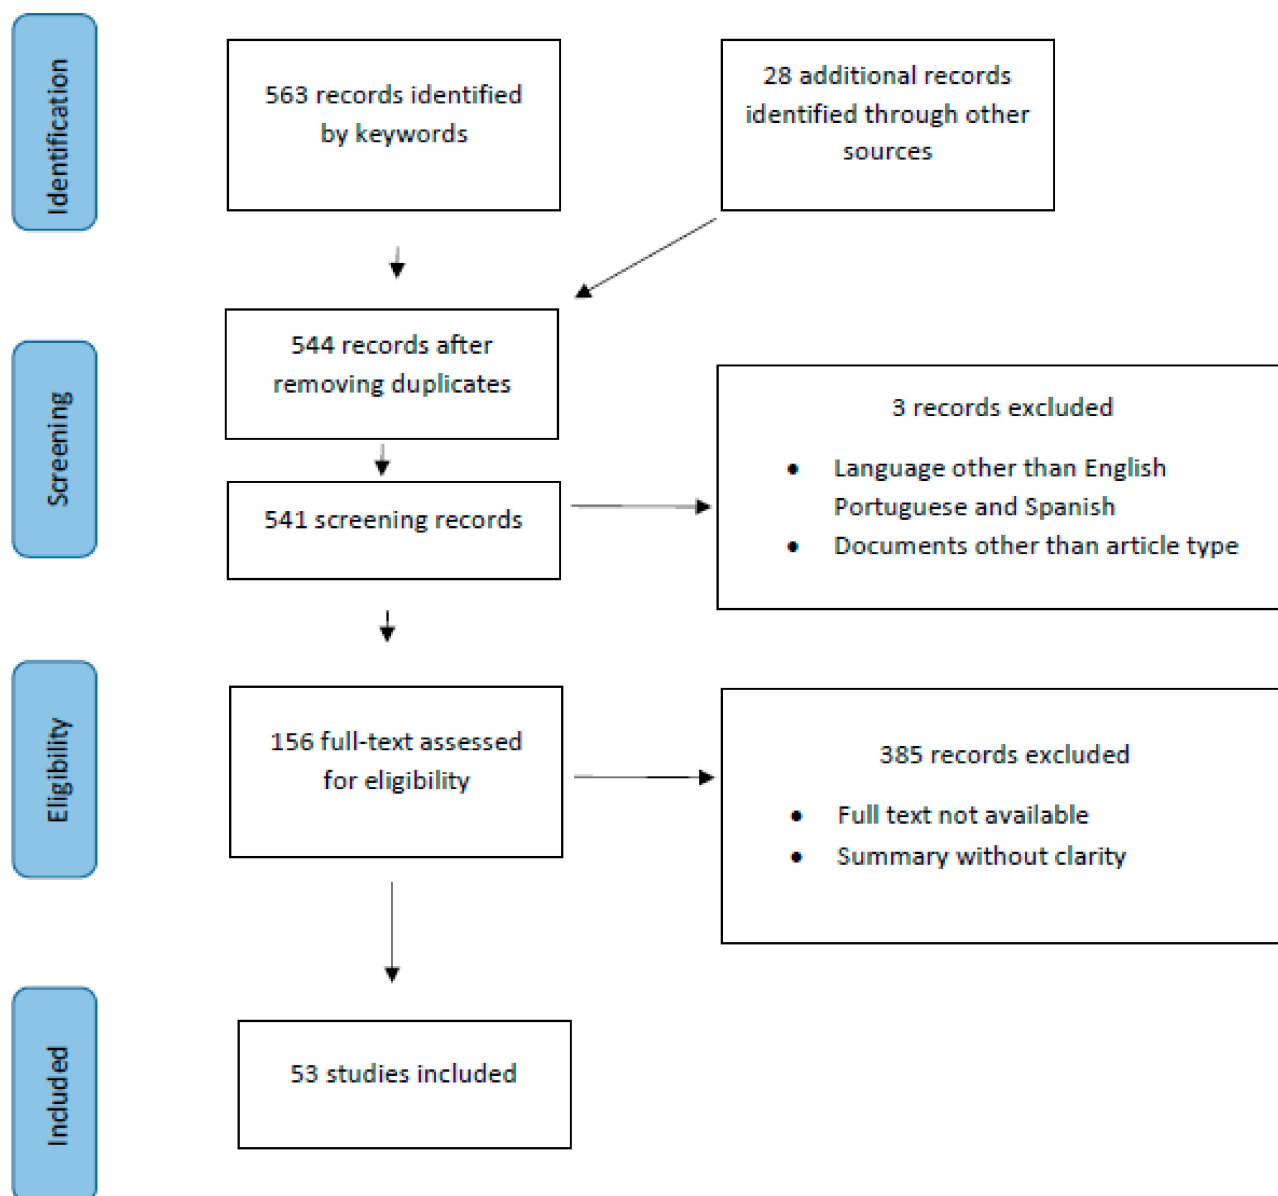 Identification
563 records identified
by keywords
28 additional records
identified through other
sources
Screening
544 records after
removing duplicates
541 screening records
3 records excluded
• Language other than English
Portuguese and Spanish
• Documents other than article type
Eligibility
156 full-text assessed
for eligibility
385 records excluded
• Full text not available
• Summary without clarity
Included
53 studies included